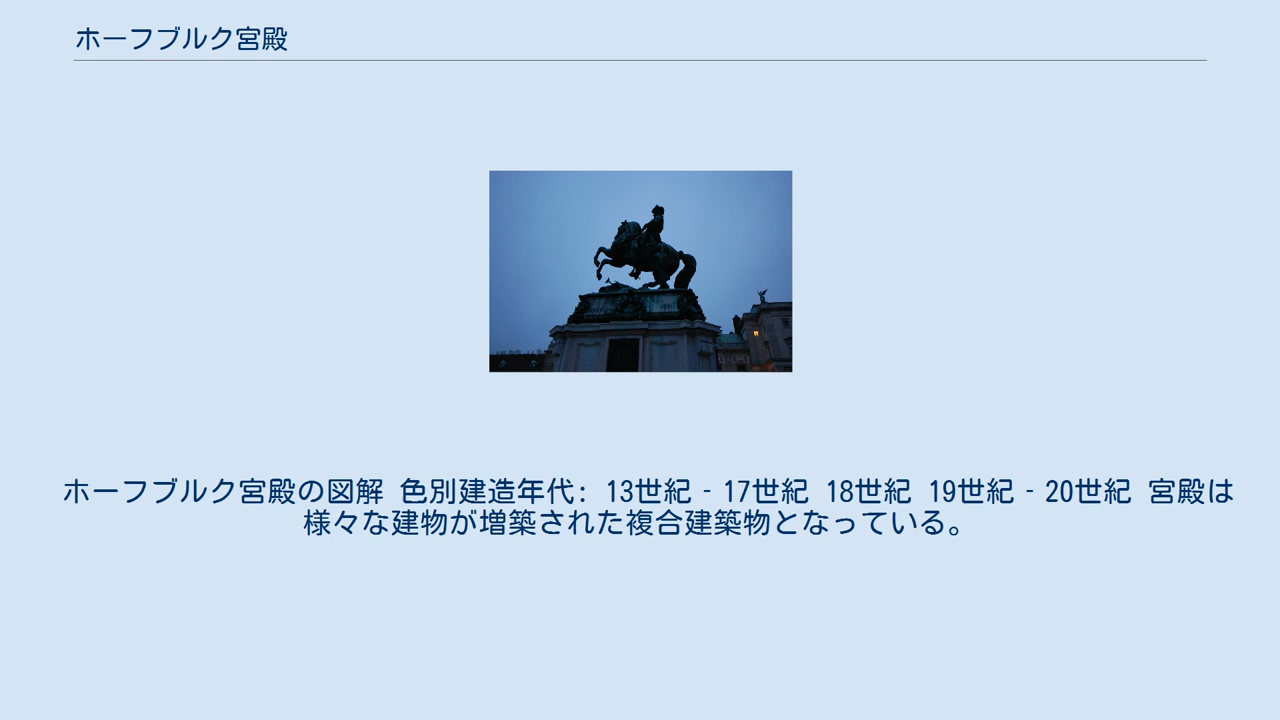 ホーフブルク宮殿
ホーフブルク宮殿の図解 色別建造年代: 13世紀 - 17世紀 18世紀 19世紀 - 20世紀 宮殿は
様々な建物が増築された複合建築物となっている。